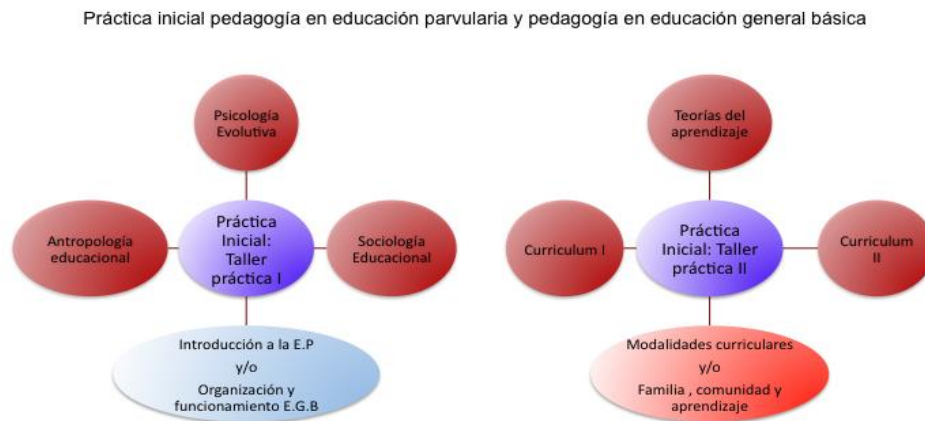 Práctica inicial pedagogía en educación parvularia y pedagogía en educación general básica
Psicología
Evolutiva
Antropología
educacional
Práctica
Inicial:
Taller
práctica I
Sociología
Educacional
Introducción a la E.P
y/o
Organización y
funcionamiento E.G.B
Teorías del
aprendizaje
Curriculum I
Práctica
Inicial: Taller
práctica II
Curriculum
II
Modalidades curriculares
y/o
Familia , comunidad y
aprendizaje